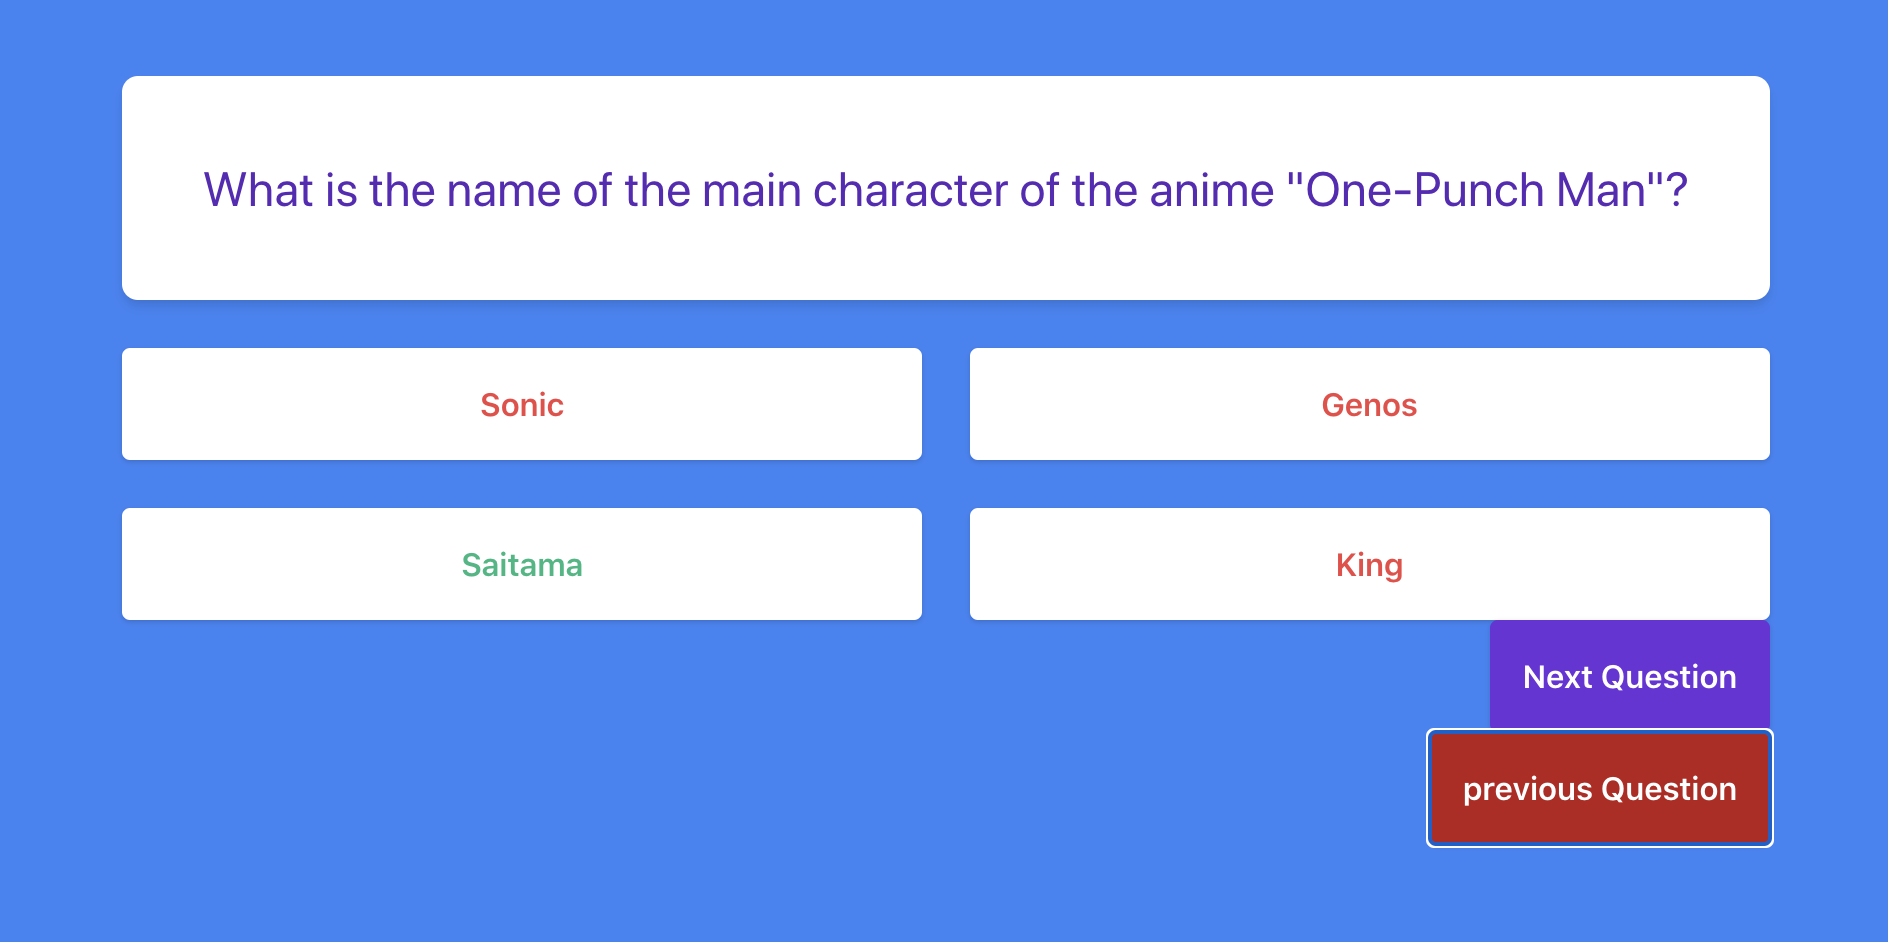 What is the name of the main character of the anime "One-Punch Man"?
Sonic
Genos
Saitama
King
Next Question
previous Question